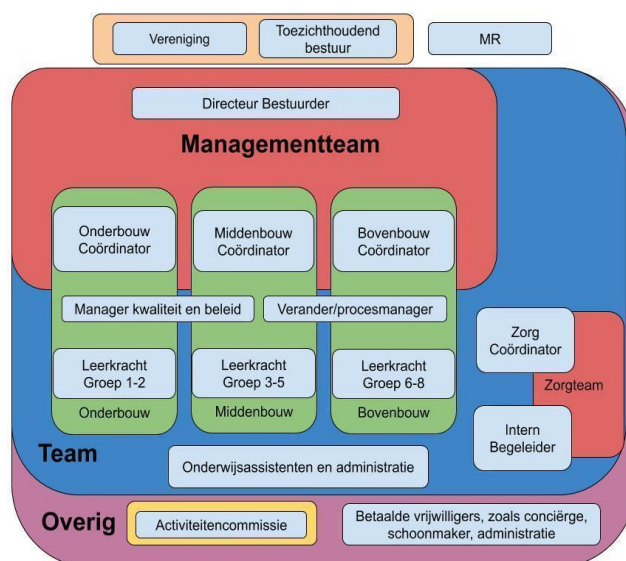 Vereniging
Toezichthoudend
bestuur
MR
Directeur Bestuurder
Managementteam
Onderbouw
Coördinator
Middenbouw
Coördinator
Bovenbouw
Coördinator
Manager kwaliteit en beleid
Verander/procesmanager
Zorg
Coördinator
Zorgteam
Leerkracht
Groep 1-2
Leerkracht
Groep 3-5
Leerkracht
Groep 6-8
Onderbouw
Middenbouw
Bovenbouw
Intern
Begeleider
Team
Onderwijsassistenten en administratie
Overig
Activiteitencommissie
Betaalde vrijwilligers, zoals conciërge,
schoonmaker, administratie